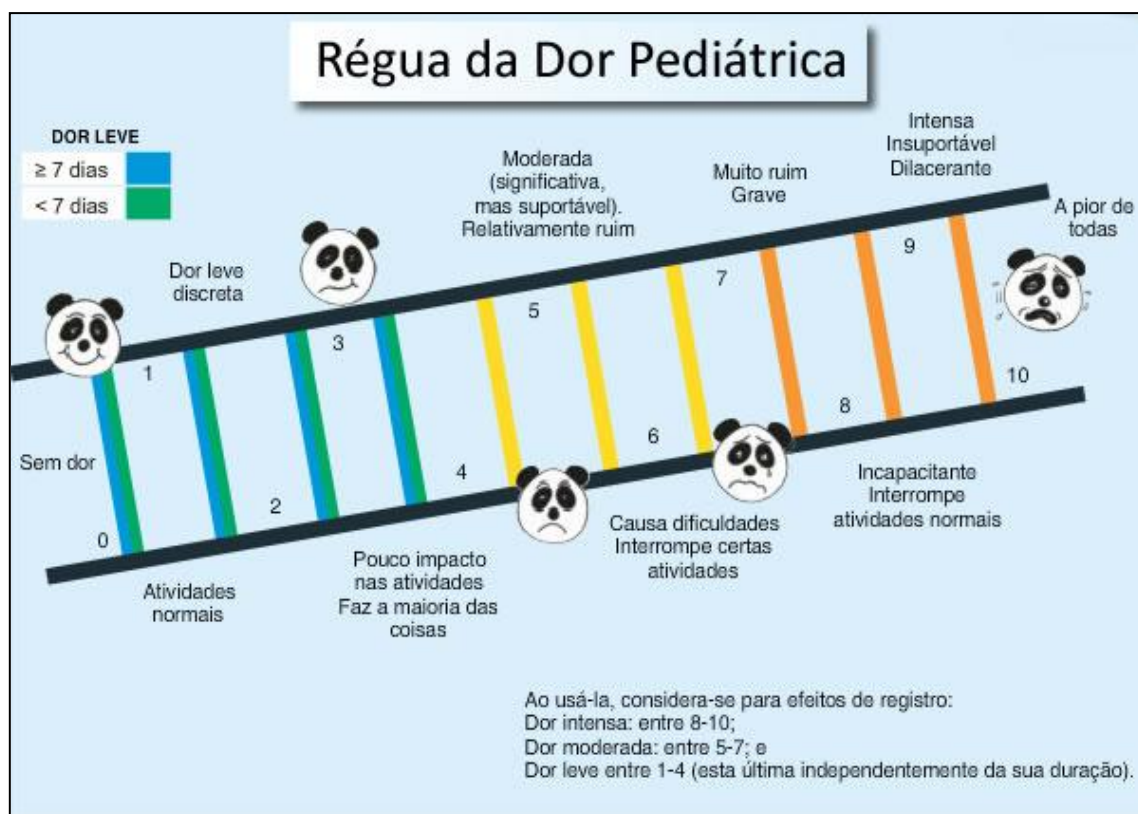 Régua da Dor Pediátrica
DOR LEVE
≥ 7 dias
< 7 dias
Sem dor
0
1
Atividades
normais
2
Dor leve
discreta
3
Pouco impacto
nas atividades
Faz a maioria das
coisas
4
Moderada
(significativa,
mas suportável).
Relativamente ruim
5
Causa dificuldades
Interrompe certas
atividades
6
Muito ruim
Grave
7
Incapacitante
Interrompe
atividades normais
8
Intensa
Insuportável
Dilacerante
9
A pior de
todas
10
Ao usá-la, considera-se para efeitos de registro:
Dor intensa: entre 8-10;
Dor moderada: entre 5-7; e
Dor leve entre 1-4 (esta última independentemente da sua duração).